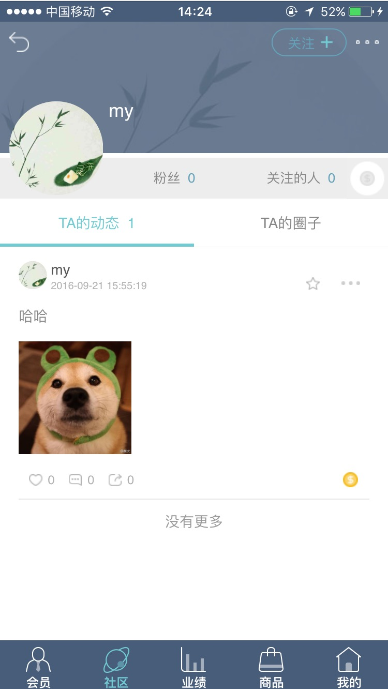 中国移动 14:24 52%
关注 +
my
粉丝 0 关注的人 0
TA的动态 1 TA的圈子
my
2016-09-21 15:55:19
哈哈
0 0 0
没有更多
会员 社区 业绩 商品 我的